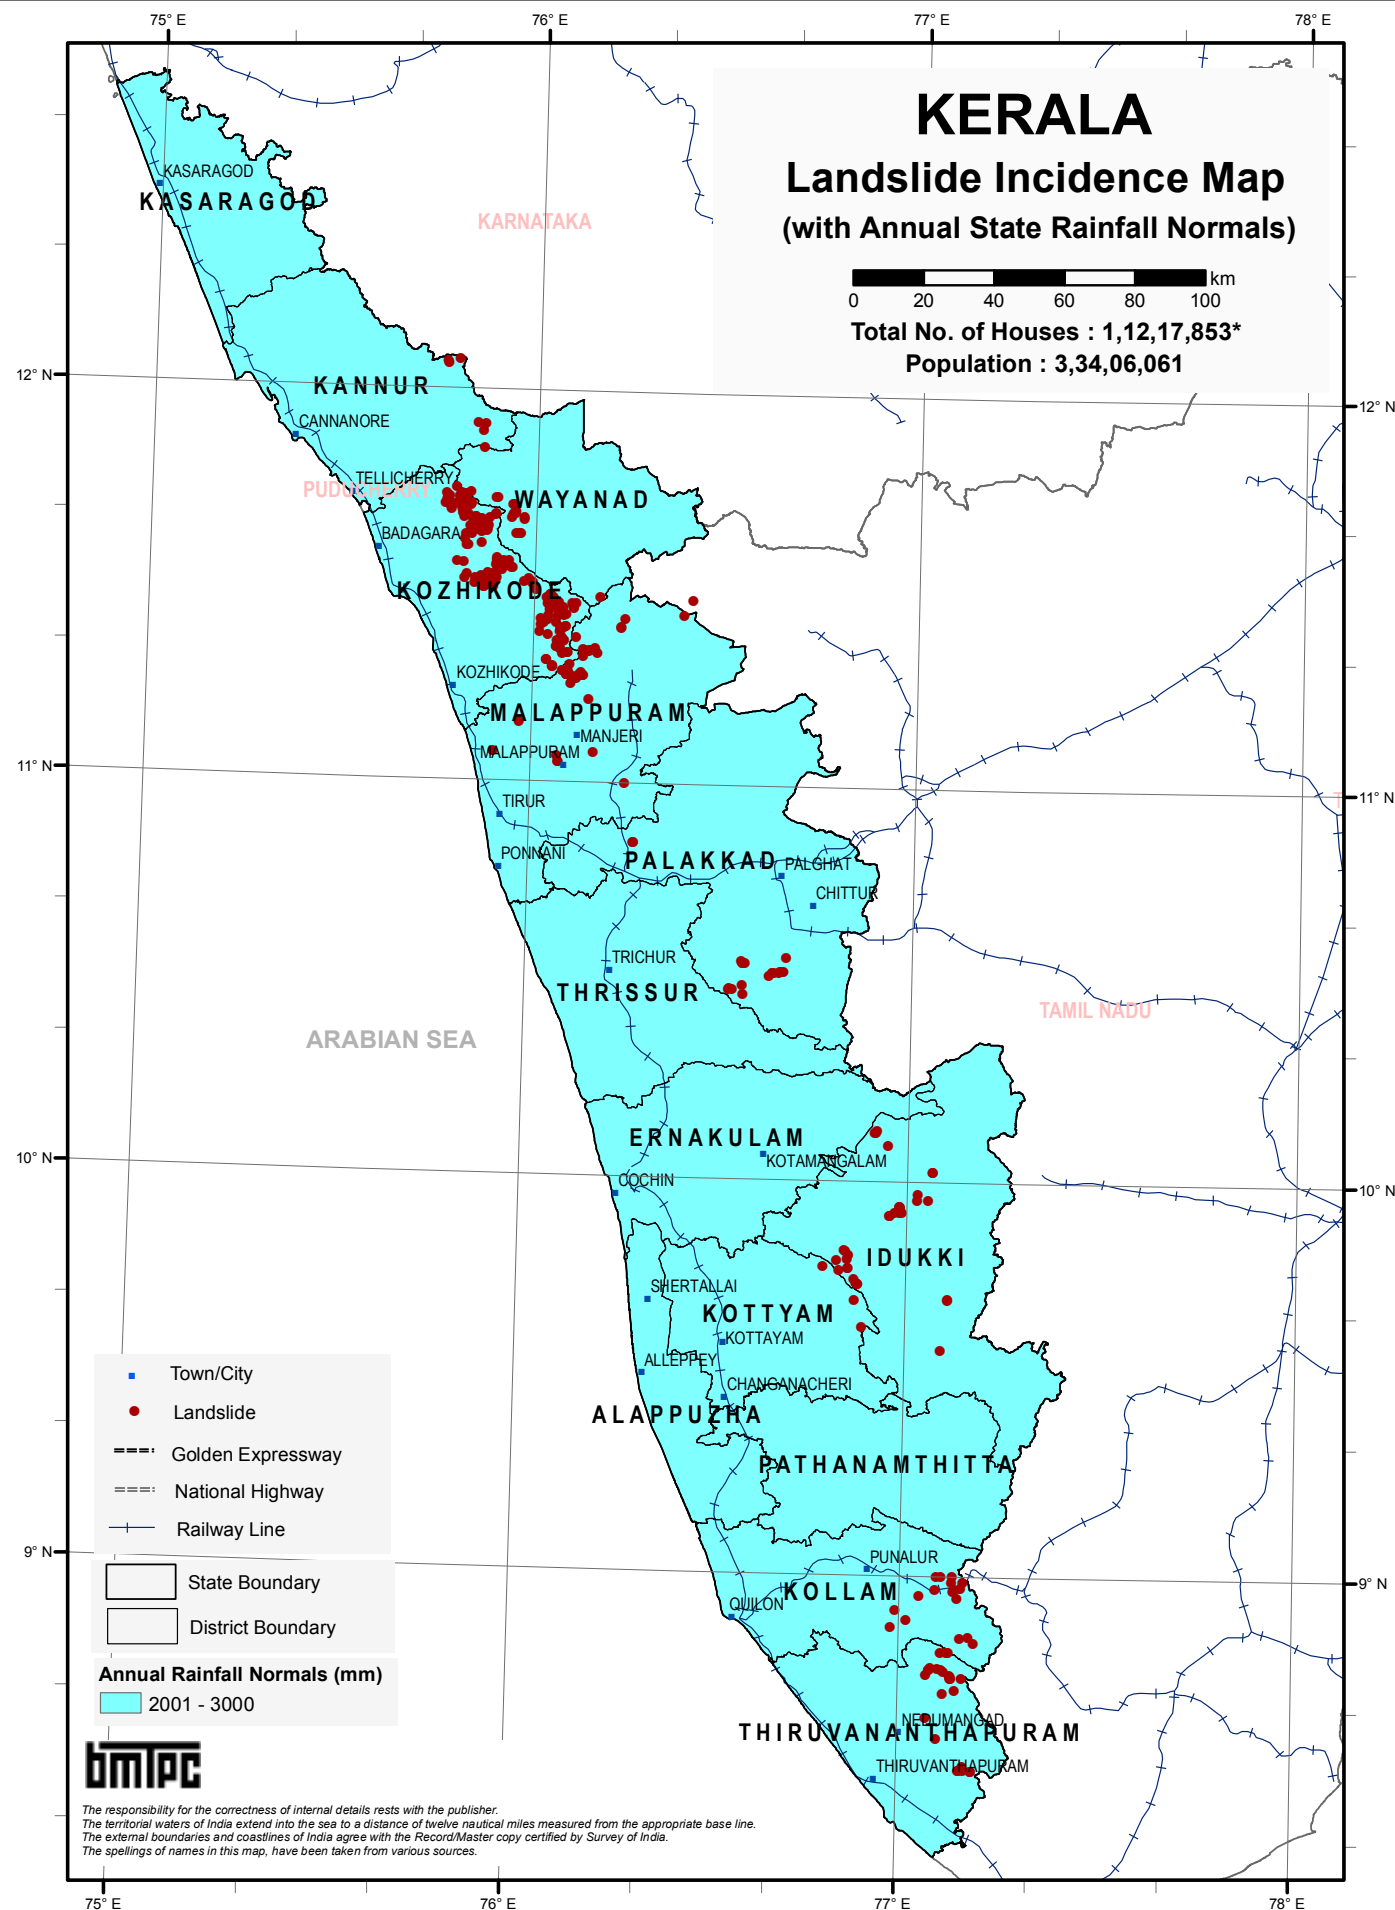 75° E
76° E
77° E
78° E
KERALA
Landslide Incidence Map
(with Annual State Rainfall Normals)
km
0 20 40 60 80 100
Total No. of Houses : 1,12,17,853*
Population : 3,34,06,061
KASARAGOD
KASARAGOD
KARNATAKA
12° N
12° N
KANNUR
CANNANORE
TELLICHERRY
PUDUCHERRY
WAYANAD
BADAGARA
KOZHIKODE
KOZHIKODE
MALAPPURAM
MANJERI
MALAPPURAM
11° N
11° N
T
TIRUR
PONNANI
PALAKKAD
PALGHAT
CHITTUR
TRICHUR
THRISSUR
TAMIL NADU
ARABIAN SEA
ERNAKULAM
10° N
KOTAMANGALAM
COCHIN
10° N
IDUKKI
SHERTALLAI
KOTTYAM
KOTTAYAM
ALLEPPEY
CHANGANACHERI
ALAPPUZHA
PATHANAMTHITTA
Town/City
Landslide
Golden Expressway
National Highway
Railway Line
9° N
PUNALUR
9° N
KOLLAM
QUILON
State Boundary
District Boundary
Annual Rainfall Normals (mm)
2001 - 3000
NEDUMANGAD
THIRUVANANTHAPURAM
THIRUVANTHAPURAM
bmTPC
The responsibility for the correctness of internal details rests with the publisher.
The territorial waters of India extend into the sea to a distance of twelve nautical miles measured from the appropriate base line.
The external boundaries and coastlines of India agree with the Record/Master copy certified by Survey of India.
The spellings of names in this map, have been taken from various sources.
75° E
76° E
77° E
78° E